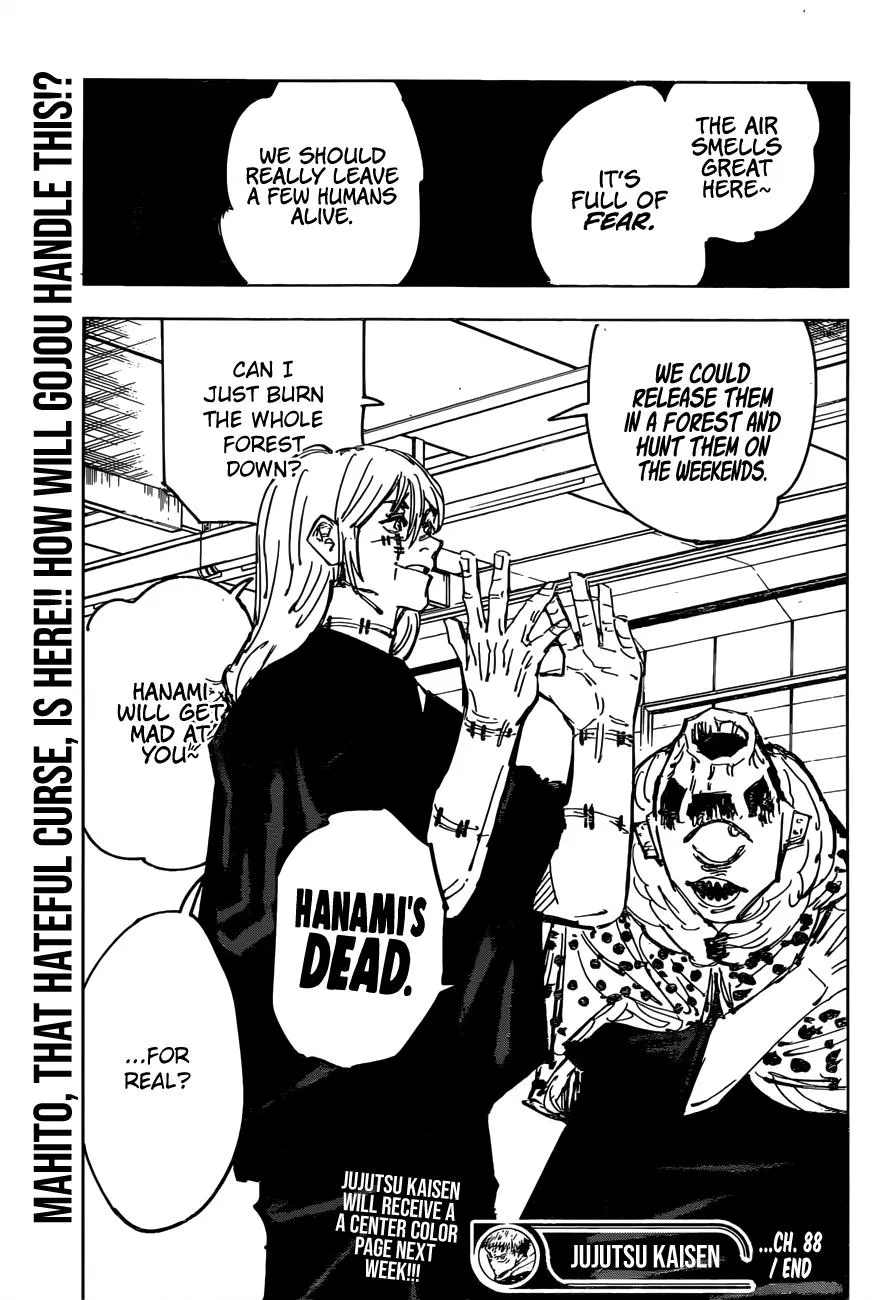 MAHITO, THAT HATEFUL CURSE, IS HERE!! HOW WILL GOJOU HANDLE THIS!?
THE AIR
SMELLS
GREAT
HERE~
IT'S
FULL OF
FEAR.
WE SHOULD
REALLY LEAVE
A FEW HUMANS
ALIVE.
WE COULD
RELEASE THEM
IN A FOREST AND
HUNT THEM ON
THE WEEKENDS.
CAN I
JUST BURN
THE WHOLE
FOREST
DOWN?
HANAMI
WILL GET
MAD AT
YOU~
HANAMI'S
DEAD.
...FOR
REAL?
JUJUTSU KAISEN
WILL RECEIVE A
A CENTER COLOR
PAGE NEXT
WEEK!!!
JUJUTSU KAISEN
...CH. 88
/ END